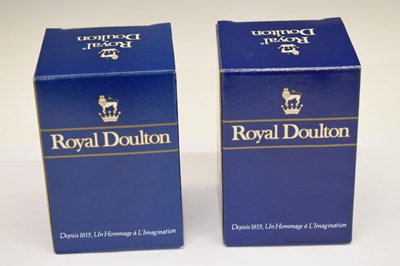 Royal
Doulton
Royal Doulton
Depuis 1815, Un Hommage à L'Imagination
Royal
Doulton
Royal Doulton
Depuis 1815, Un Hommage à L'Imagination